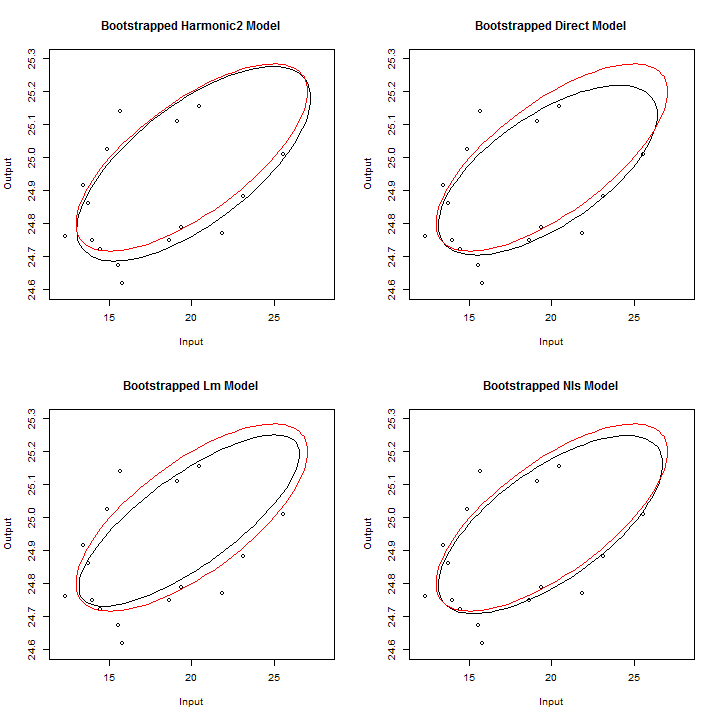 Bootstrapped Harmonic2 Model
Output
24.6 24.7 24.8 24.9 25.0 25.1 25.2 25.3
15 20 25
Input
Bootstrapped Direct Model
Output
24.6 24.7 24.8 24.9 25.0 25.1 25.2 25.3
15 20 25
Input
Bootstrapped Lm Model
Output
24.6 24.7 24.8 24.9 25.0 25.1 25.2 25.3
15 20 25
Input
Bootstrapped Nls Model
Output
24.6 24.7 24.8 24.9 25.0 25.1 25.2 25.3
15 20 25
Input